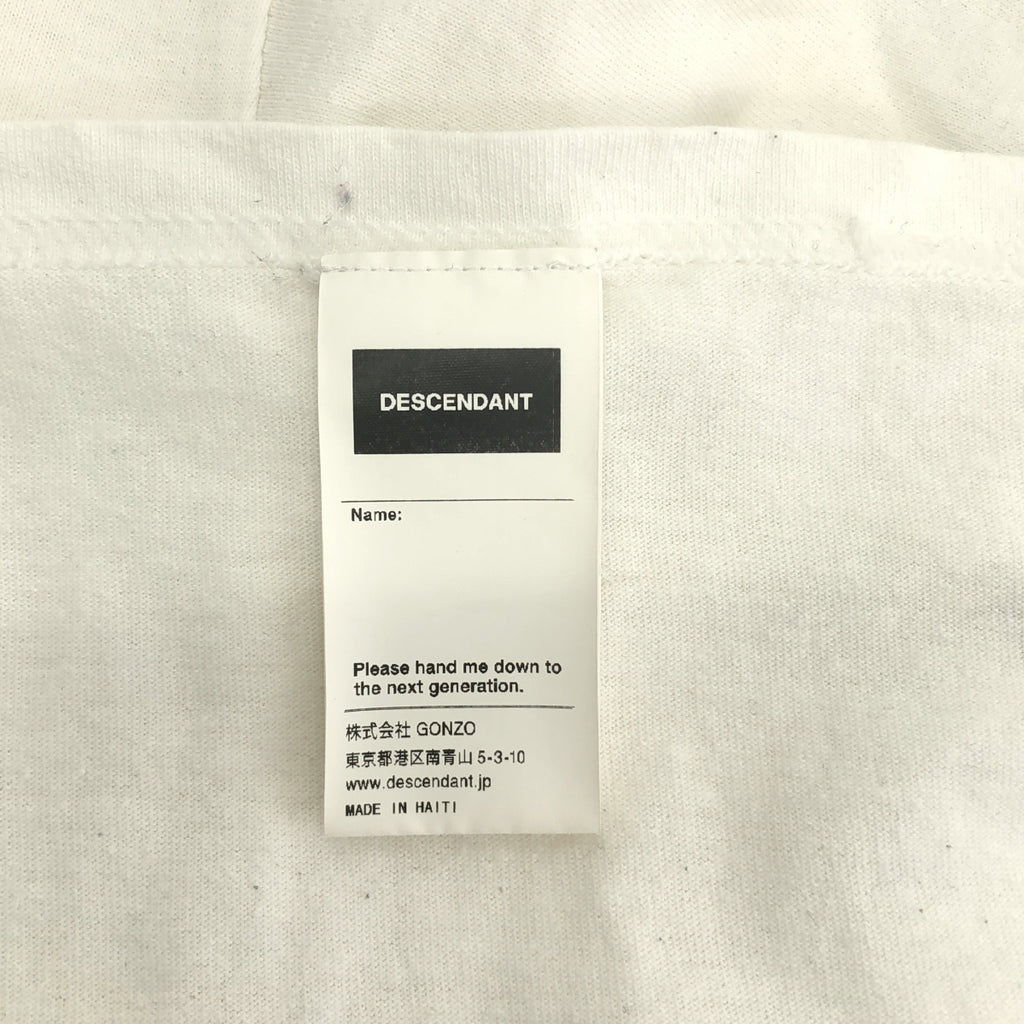 DESCENDANT
Name:
Please hand me down to
the next generation.
株式会社 GONZO
東京都港区南青山 5-3-10
www.descendant.jp
MADE IN HAITI